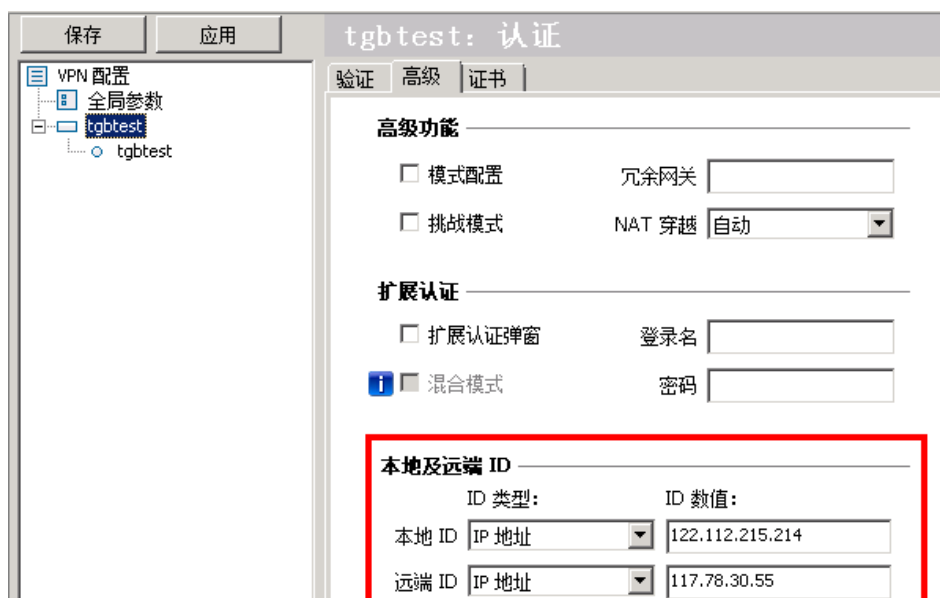 保存 应用 tgbtest: 认证
VPN 配置
全局参数
tgbtest
tgbtest
验证 高级 证书
高级功能
模式配置 冗余网关
挑战模式 NAT 穿越 自动
扩展认证
扩展认证弹窗 登录名
混合模式 密码
本地及远端 ID
ID 类型: ID 数值:
本地 ID IP 地址 122.112.215.214
远端 ID IP 地址 117.78.30.55